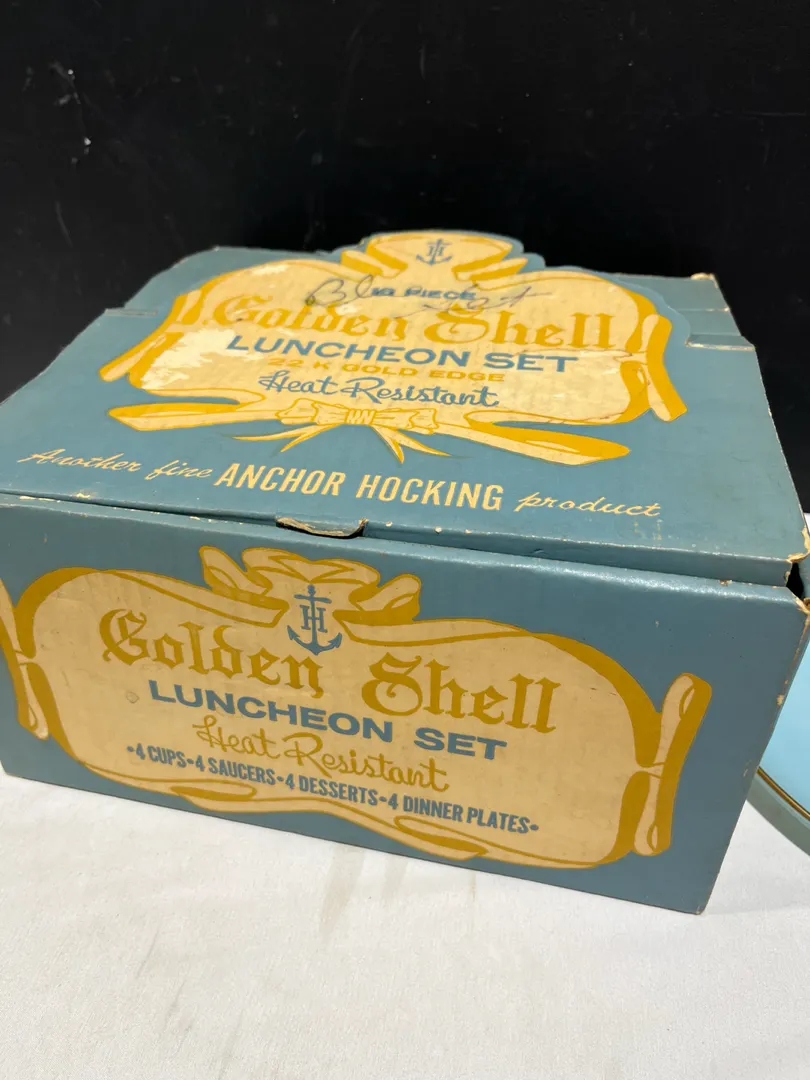 H
16 PIECE
Golden Shell
LUNCHEON SET
22 K GOLD EDGE
Heat Resistant
Another fine ANCHOR HOCKING product
H
Golden Shell
LUNCHEON SET
Heat Resistant
•4 CUPS•4 SAUCERS•4 DESSERTS•4 DINNER PLATES•